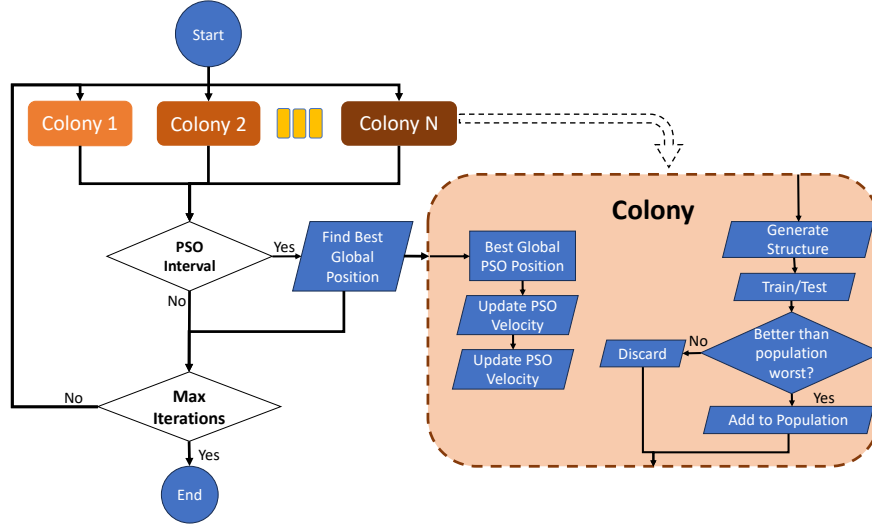 Start
Colony 1
Colony 2
Colony N
PSO
Interval
Yes
No
Find Best
Global
Position
Max
Iterations
No
Yes
End
Colony
Best Global
PSO Position
Update PSO
Velocity
Update PSO
Velocity
Generate
Structure
Train/Test
Better than
population
worst?
No
Discard
Yes
Add to Population